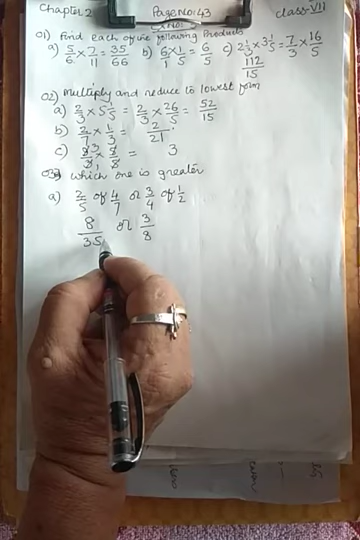 Chapter 2 Page No: 43 class-VII
01) Find each of the following Products
a) 5/6 x 7/11 = 35/66 b) 6/1 x 1/5 = 6/5 c) 2 1/3 x 3 1/5 = 7/3 x 16/5
112/15
02) Multiply and reduce to lowest form
a) 2/3 x 5 1/5 = 2/3 x 26/5 = 52/15
b) 2/7 x 1/3 = 2/21.
c) = 3
which one is greater
a) 2/5 of 4/7 or 3/4 of 1/2
8/35 or 3/8